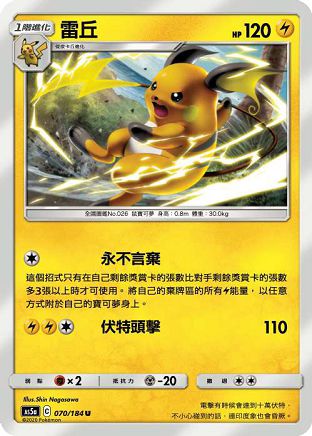 1階進化 雷丘 HP 120
從皮卡丘進化
全國圖鑑No.026 鼠寶可夢 身高:0.8m 體重:30.0kg
永不言棄
這個招式只有在自己剩餘獎賞卡的張數比對手剩餘獎賞卡的張數
多3張以上時才可使用。將自己的棄牌區的所有能量,以任意
方式附於自己的寶可夢身上。
伏特頭擊 110
弱點 ×2 抵抗力 -20 撤退
Illus. Shin Nagasawa
AS5a C 070/184 U
©2020 Pokémon
電擊有時候會達到十萬伏特。
不小心碰到的話,連印度象也會昏厥。